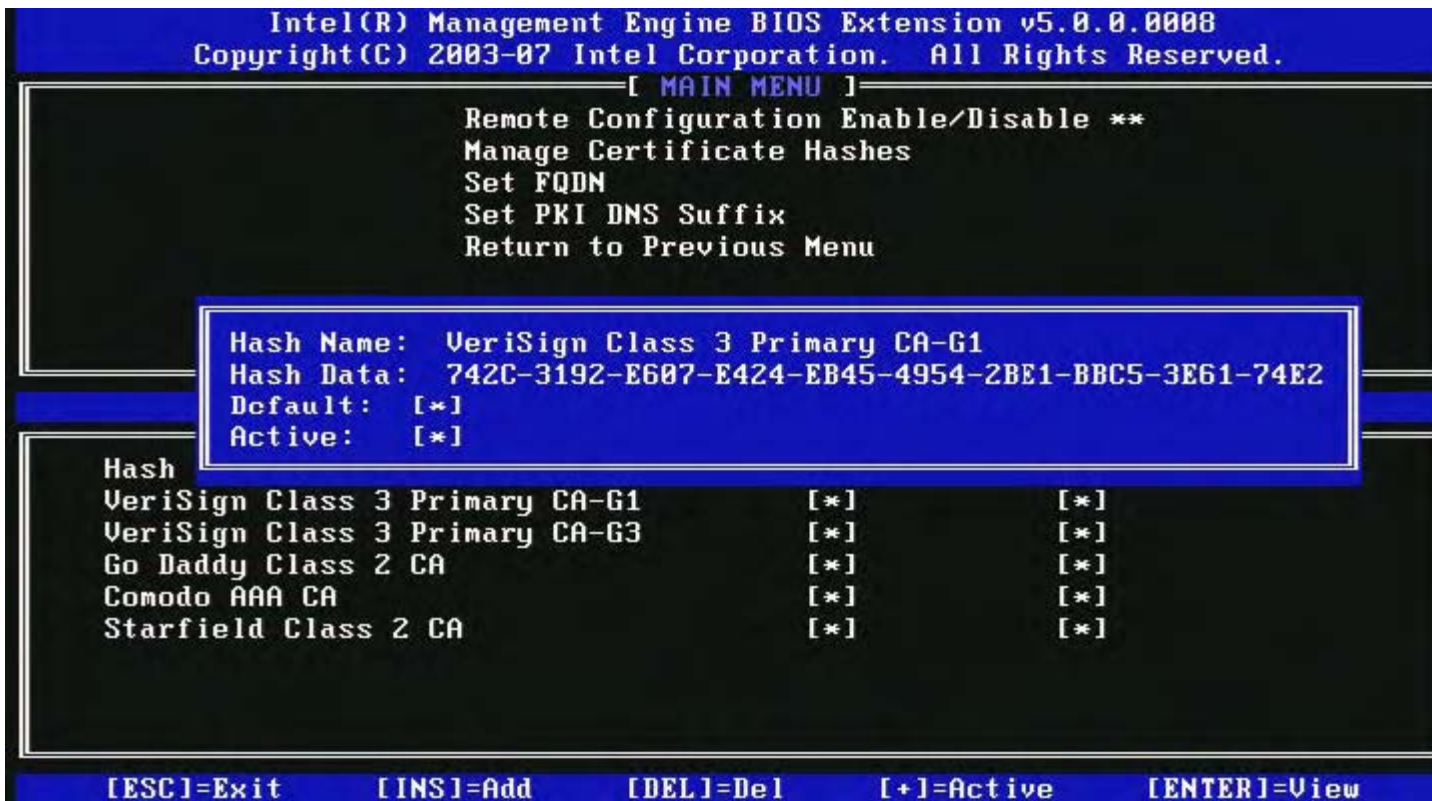 Intel(R) Management Engine BIOS Extension v5.0.0.0008
Copyright(C) 2003-07 Intel Corporation. All Rights Reserved.
[ MAIN MENU ]
Remote Configuration Enable/Disable **
Manage Certificate Hashes
Set FQDN
Set PKI DNS Suffix
Return to Previous Menu
Hash Name: VeriSign Class 3 Primary CA-G1
Hash Data: 742C-3192-E607-E424-EB45-4954-2BE1-BBC5-3E61-74E2
Default: [*]
Active: [*]
Hash
VeriSign Class 3 Primary CA-G1 [*] [*]
VeriSign Class 3 Primary CA-G3 [*] [*]
Go Daddy Class 2 CA [*] [*]
Comodo AAA CA [*] [*]
Starfield Class 2 CA [*] [*]
[ESC]=Exit [INS]=Add [DEL]=Del [+]=Active [ENTER]=View